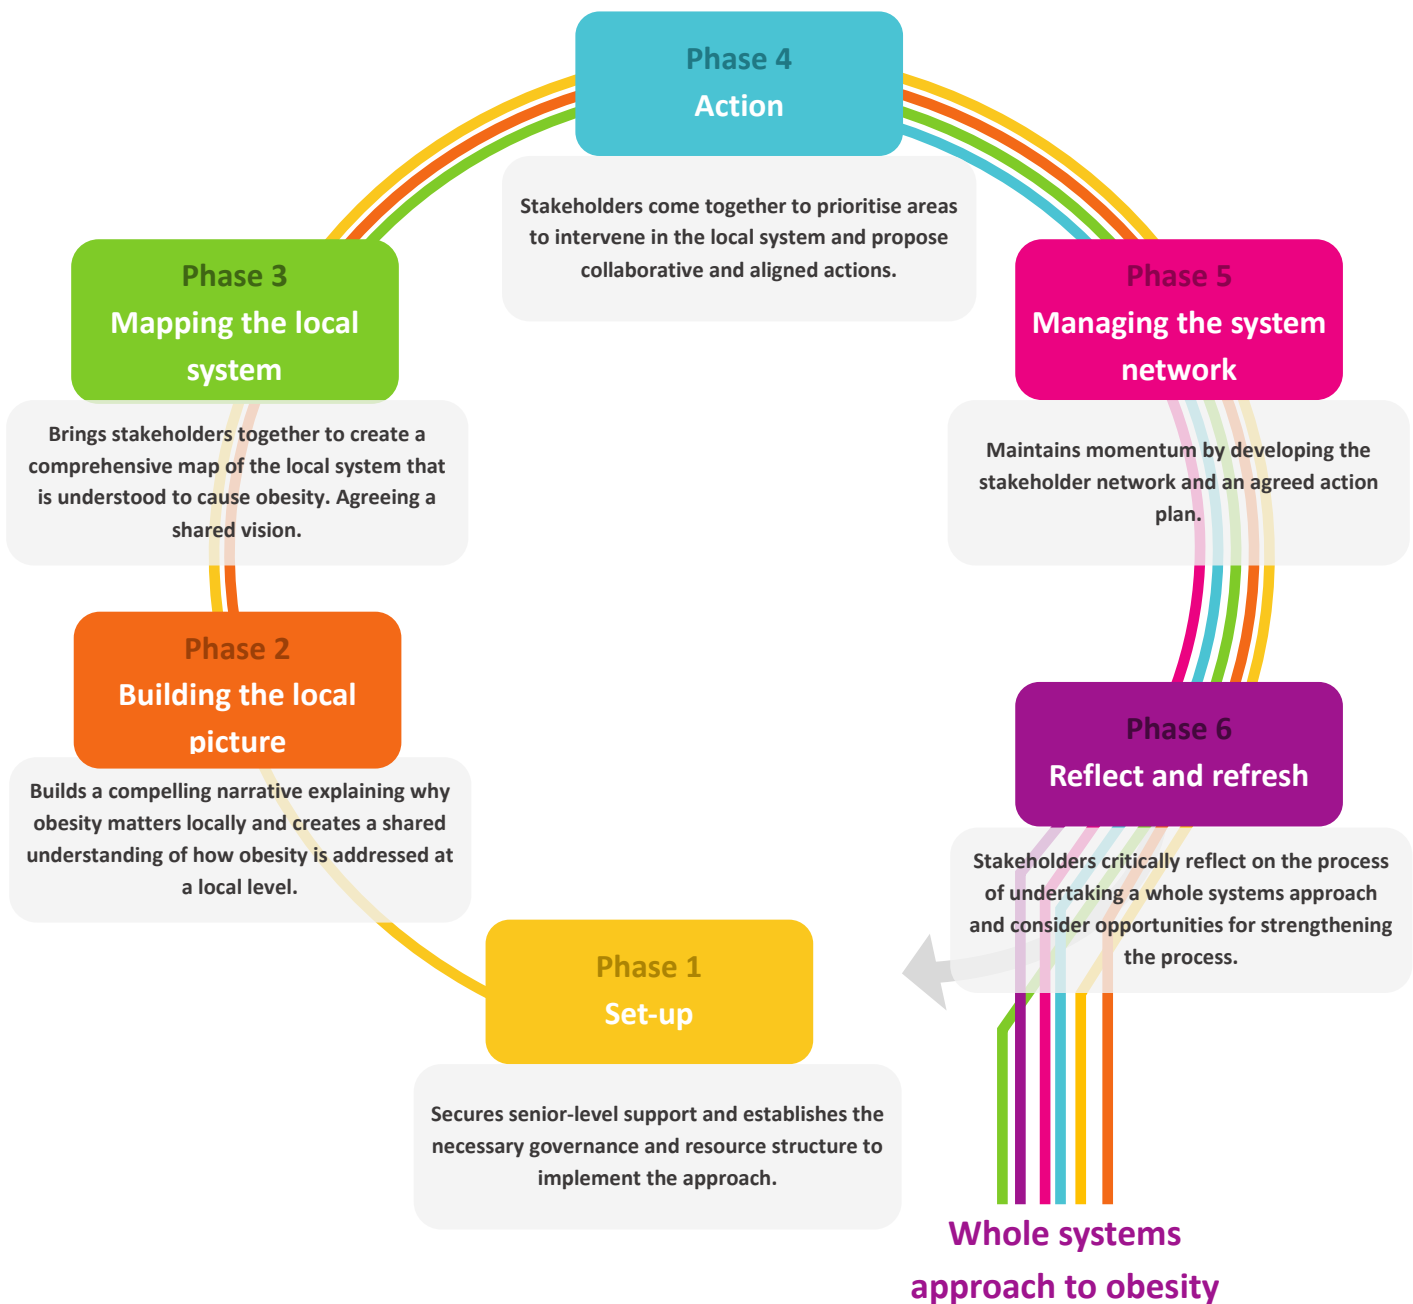 Phase 4
Action
Stakeholders come together to prioritise areas
to intervene in the local system and propose
collaborative and aligned actions.
Phase 3
Mapping the local
system
Brings stakeholders together to create a
comprehensive map of the local system that
is understood to cause obesity. Agreeing a
shared vision.
Phase 5
Managing the system
network
Maintains momentum by developing the
stakeholder network and an agreed action
plan.
Phase 2
Building the local
picture
Builds a compelling narrative explaining why
obesity matters locally and creates a shared
understanding of how obesity is addressed at
a local level.
Phase 6
Reflect and refresh
Stakeholders critically reflect on the process
of undertaking a whole systems approach
and consider opportunities for strengthening
the process.
Phase 1
Set-up
Secures senior-level support and establishes the
necessary governance and resource structure to
implement the approach.
Whole systems
approach to obesity